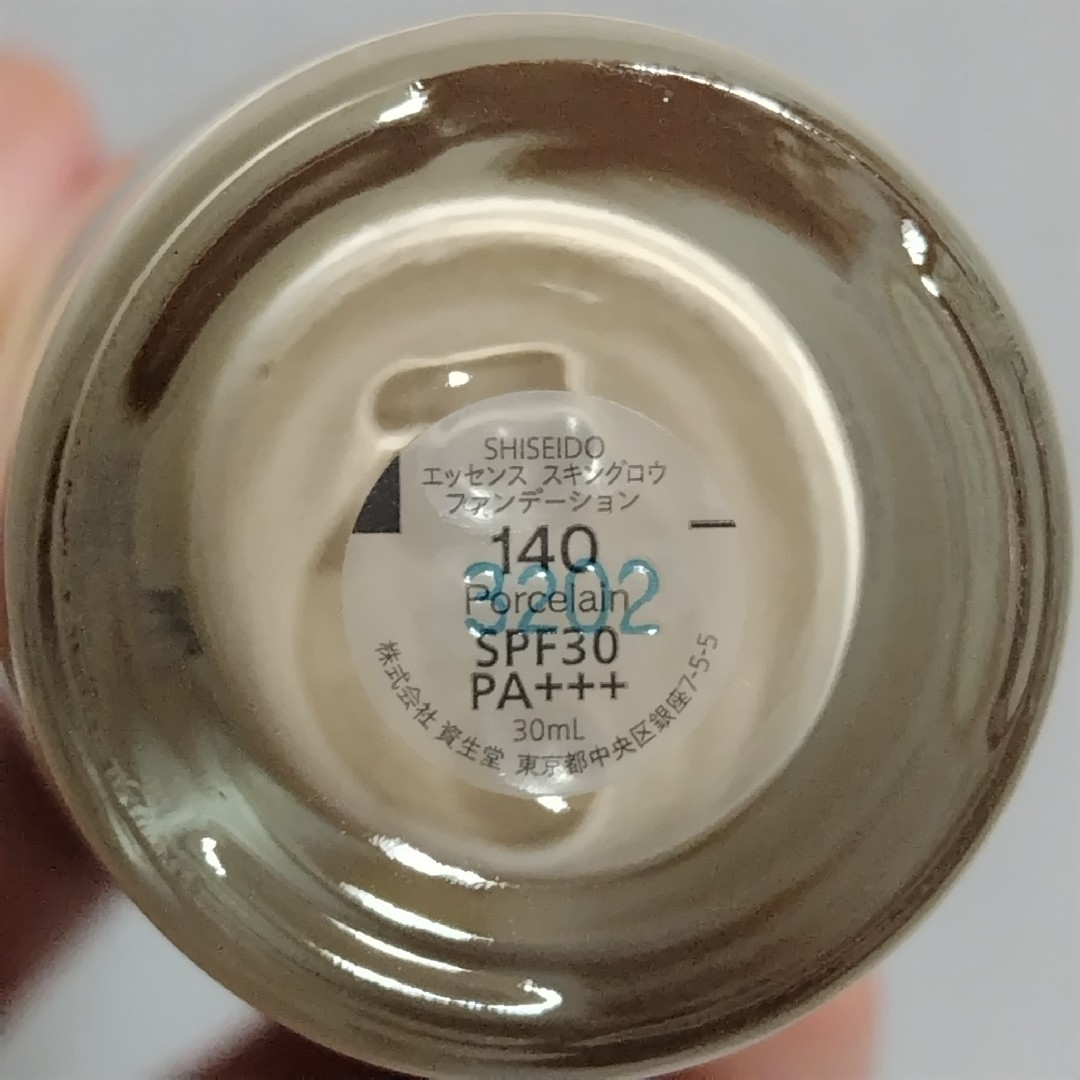 SHISEIDO
エッセンス スキングロウ
ファンデーション
140
3202
Porcelain
SPF30
PA+++
30mL
株式会社 資生堂 東京都中央区銀座7-5-5